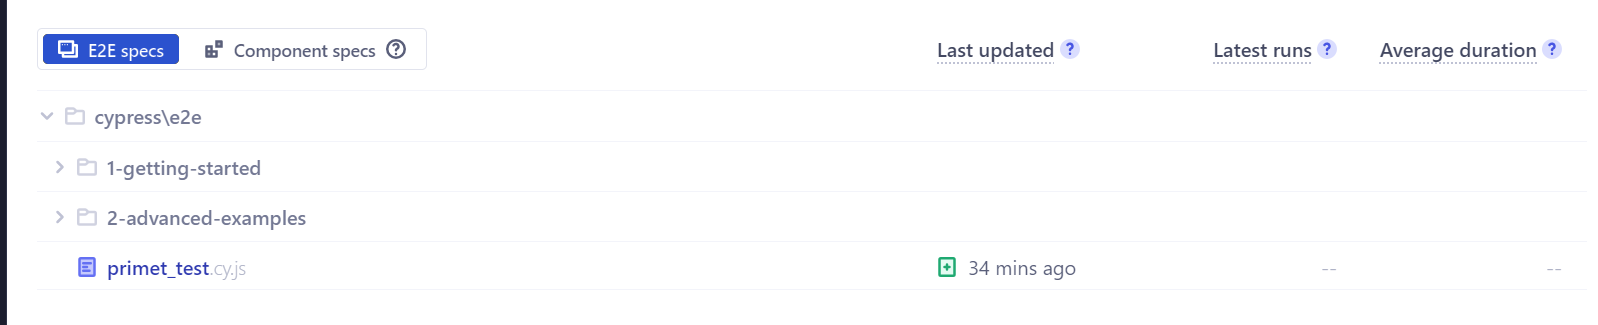 E2E specs Component specs ? Last updated ? Latest runs ? Average duration ?
cypress\e2e
1-getting-started
2-advanced-examples
primet_test.cy.js 34 mins ago -- --